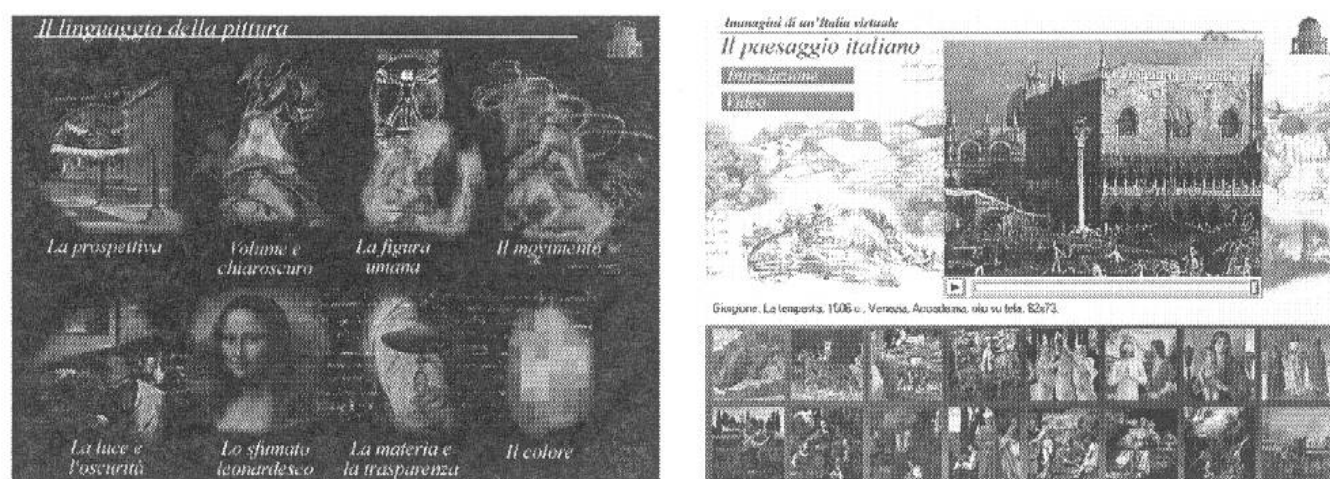 Il linguaggio della pittura
La prospettiva
Volume e
chiaroscuro
La figura
umana
Il movimento
La luce e
l'oscurità
Lo sfumato
leonardesco
La materia e
la trasparenza
Il colore
Immagini di un'Italia virtuale
Il paesaggio italiano
Introduzione
Video
Giorgione, La tempesta, 1506 c., Venezia, Accademia, olio su tela, 82x73.